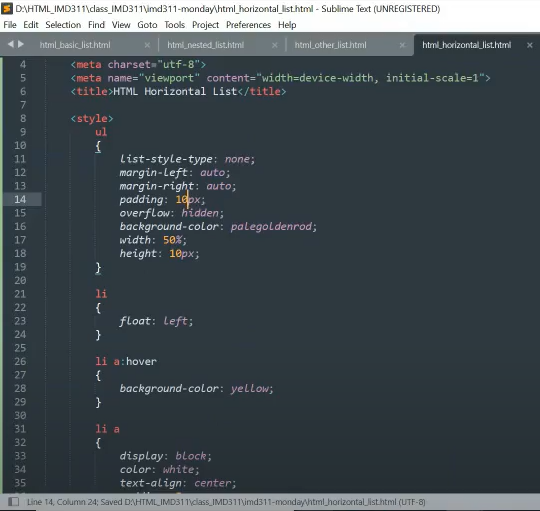 D:\HTML_IMD311\class_IMD311\imd311-monday\html_horizontal_list.html - Sublime Text (UNREGISTERED)
File Edit Selection Find View Goto Tools Project Preferences Help
html_basic_list.html × html_nested_list.html × html_other_list.html × html_horizontal_list.html ×
4 <meta charset="utf-8">
5 <meta name="viewport" content="width=device-width, initial-scale=1">
6 <title>HTML Horizontal List</title>
7
8 <style>
9 ul
10 {
11 list-style-type: none;
12 margin-left: auto;
13 margin-right: auto;
14 padding: 10px;
15 overflow: hidden;
16 background-color: palegoldenrod;
17 width: 50%;
18 height: 10px;
19 }
20
21 li
22 {
23 float: left;
24 }
25
26 li a:hover
27 {
28 background-color: yellow;
29 }
30
31 li a
32 {
33 display: block;
34 color: white;
35 text-align: center;
Line 14, Column 24; Saved D:\HTML_IMD311\class_IMD311\imd311-monday\html_horizontal_list.html (UTF-8)